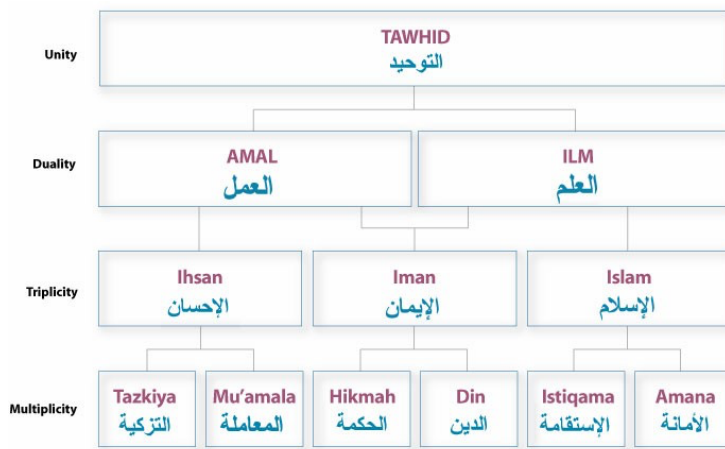 Unity
TAWHID
التوحيد
Duality
AMAL
العمل
ILM
العلم
Triplicity
Ihsan
الإحسان
Iman
الإيمان
Islam
الإسلام
Multiplicity
Tazkiya
التزكية
Mu'amala
المعاملة
Hikmah
الحكمة
Din
الدين
Istiqama
الإستقامة
Amana
الأمانة